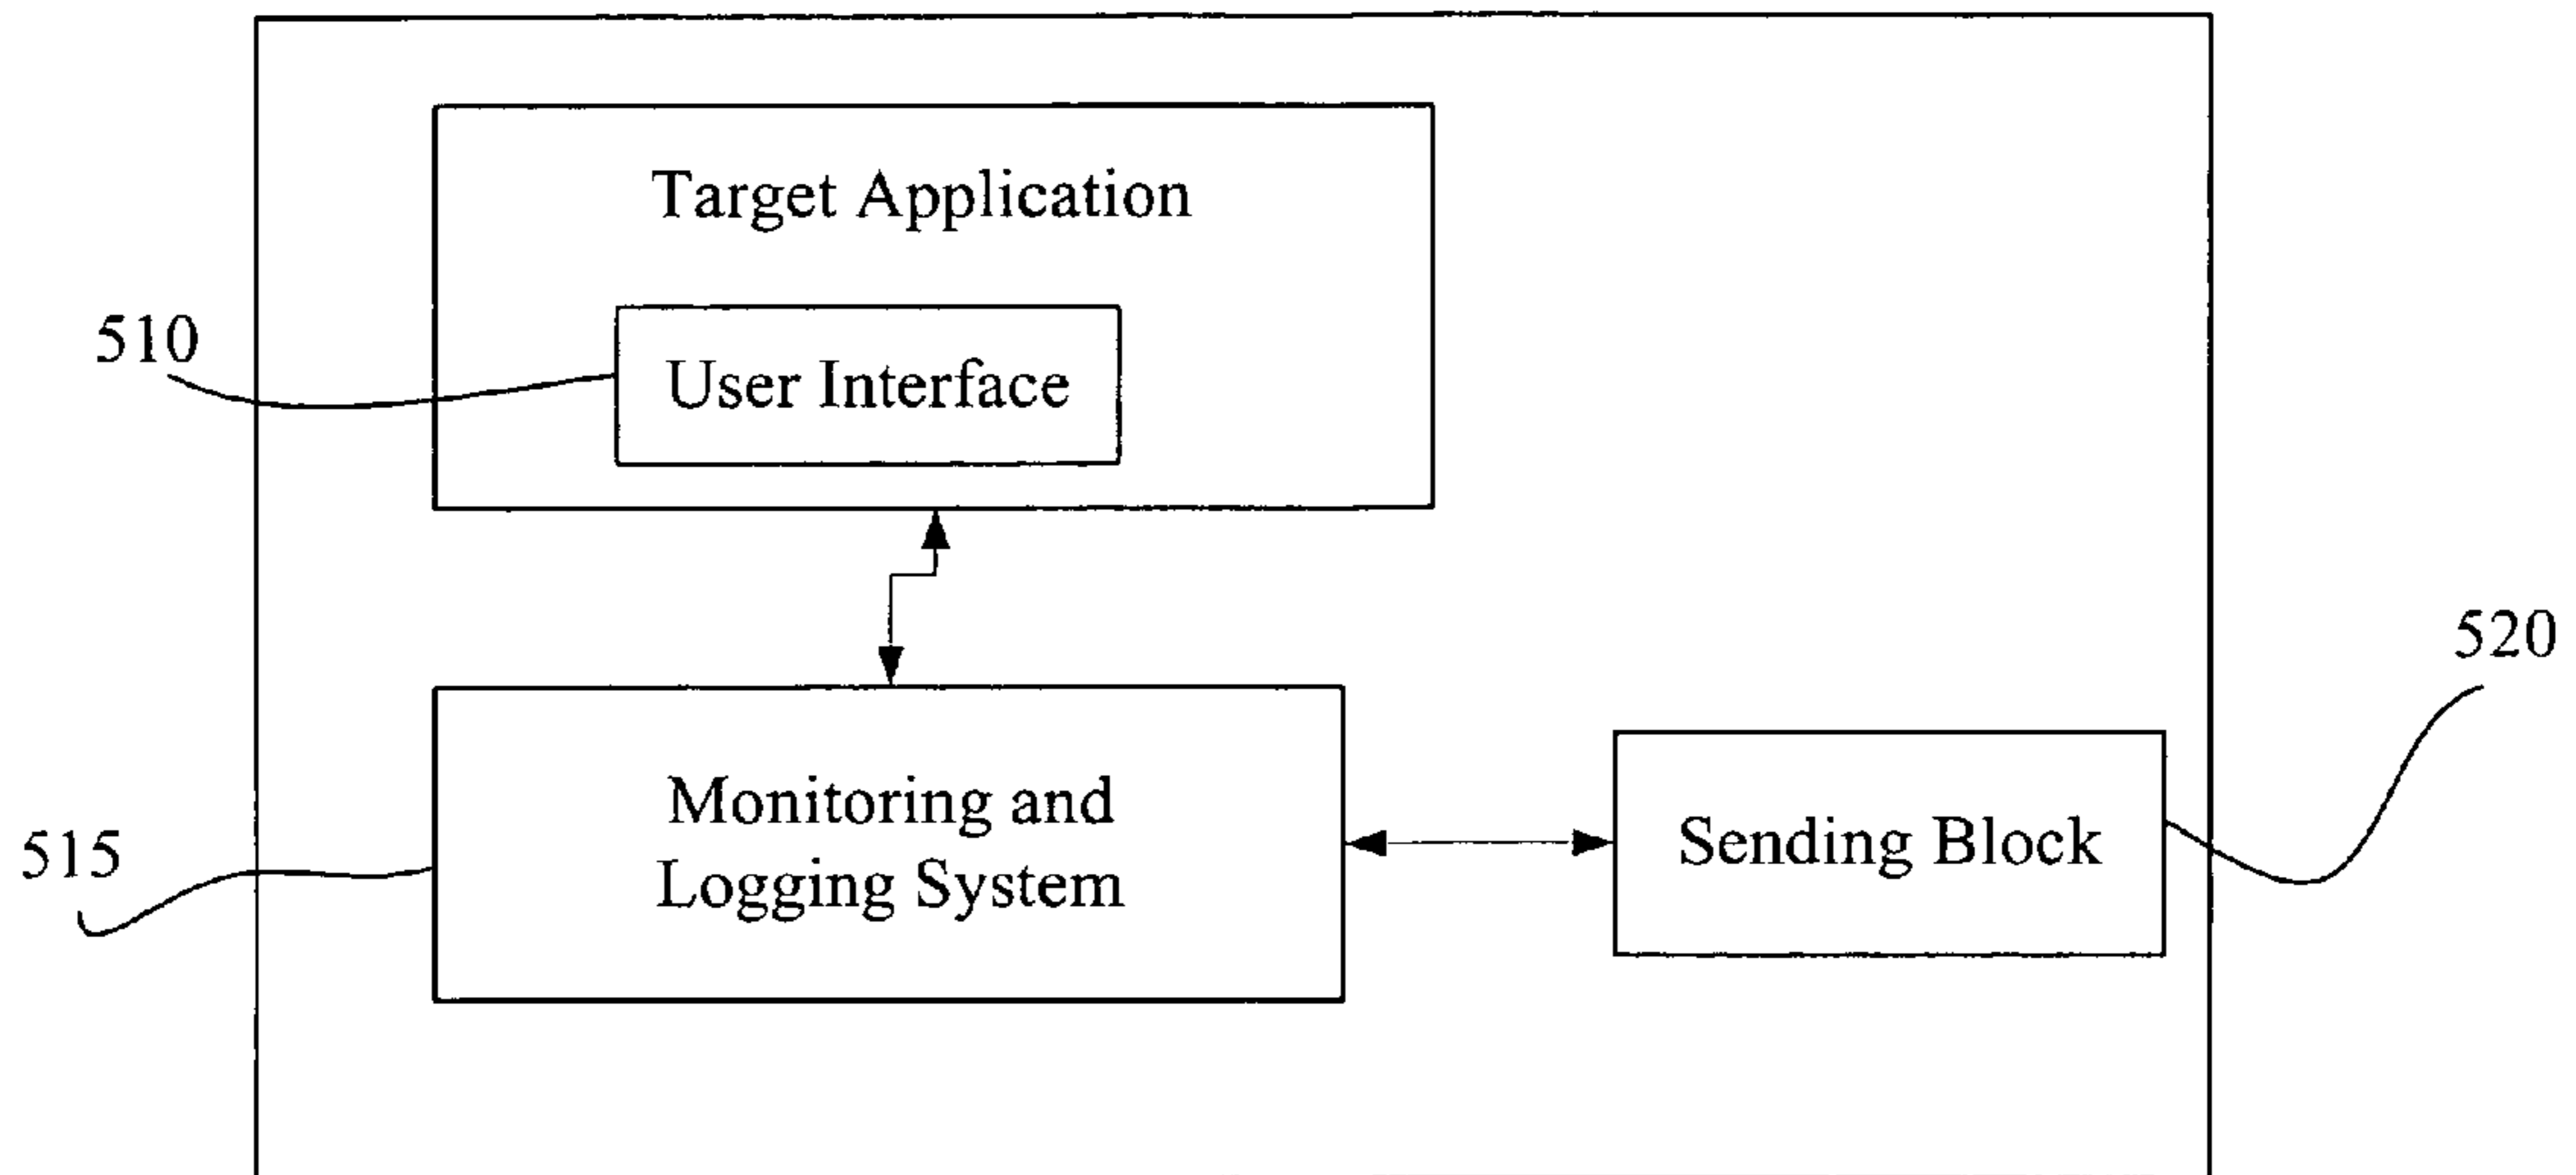 Target Application
510
User Interface
520
Monitoring and
Logging System
515
Sending Block